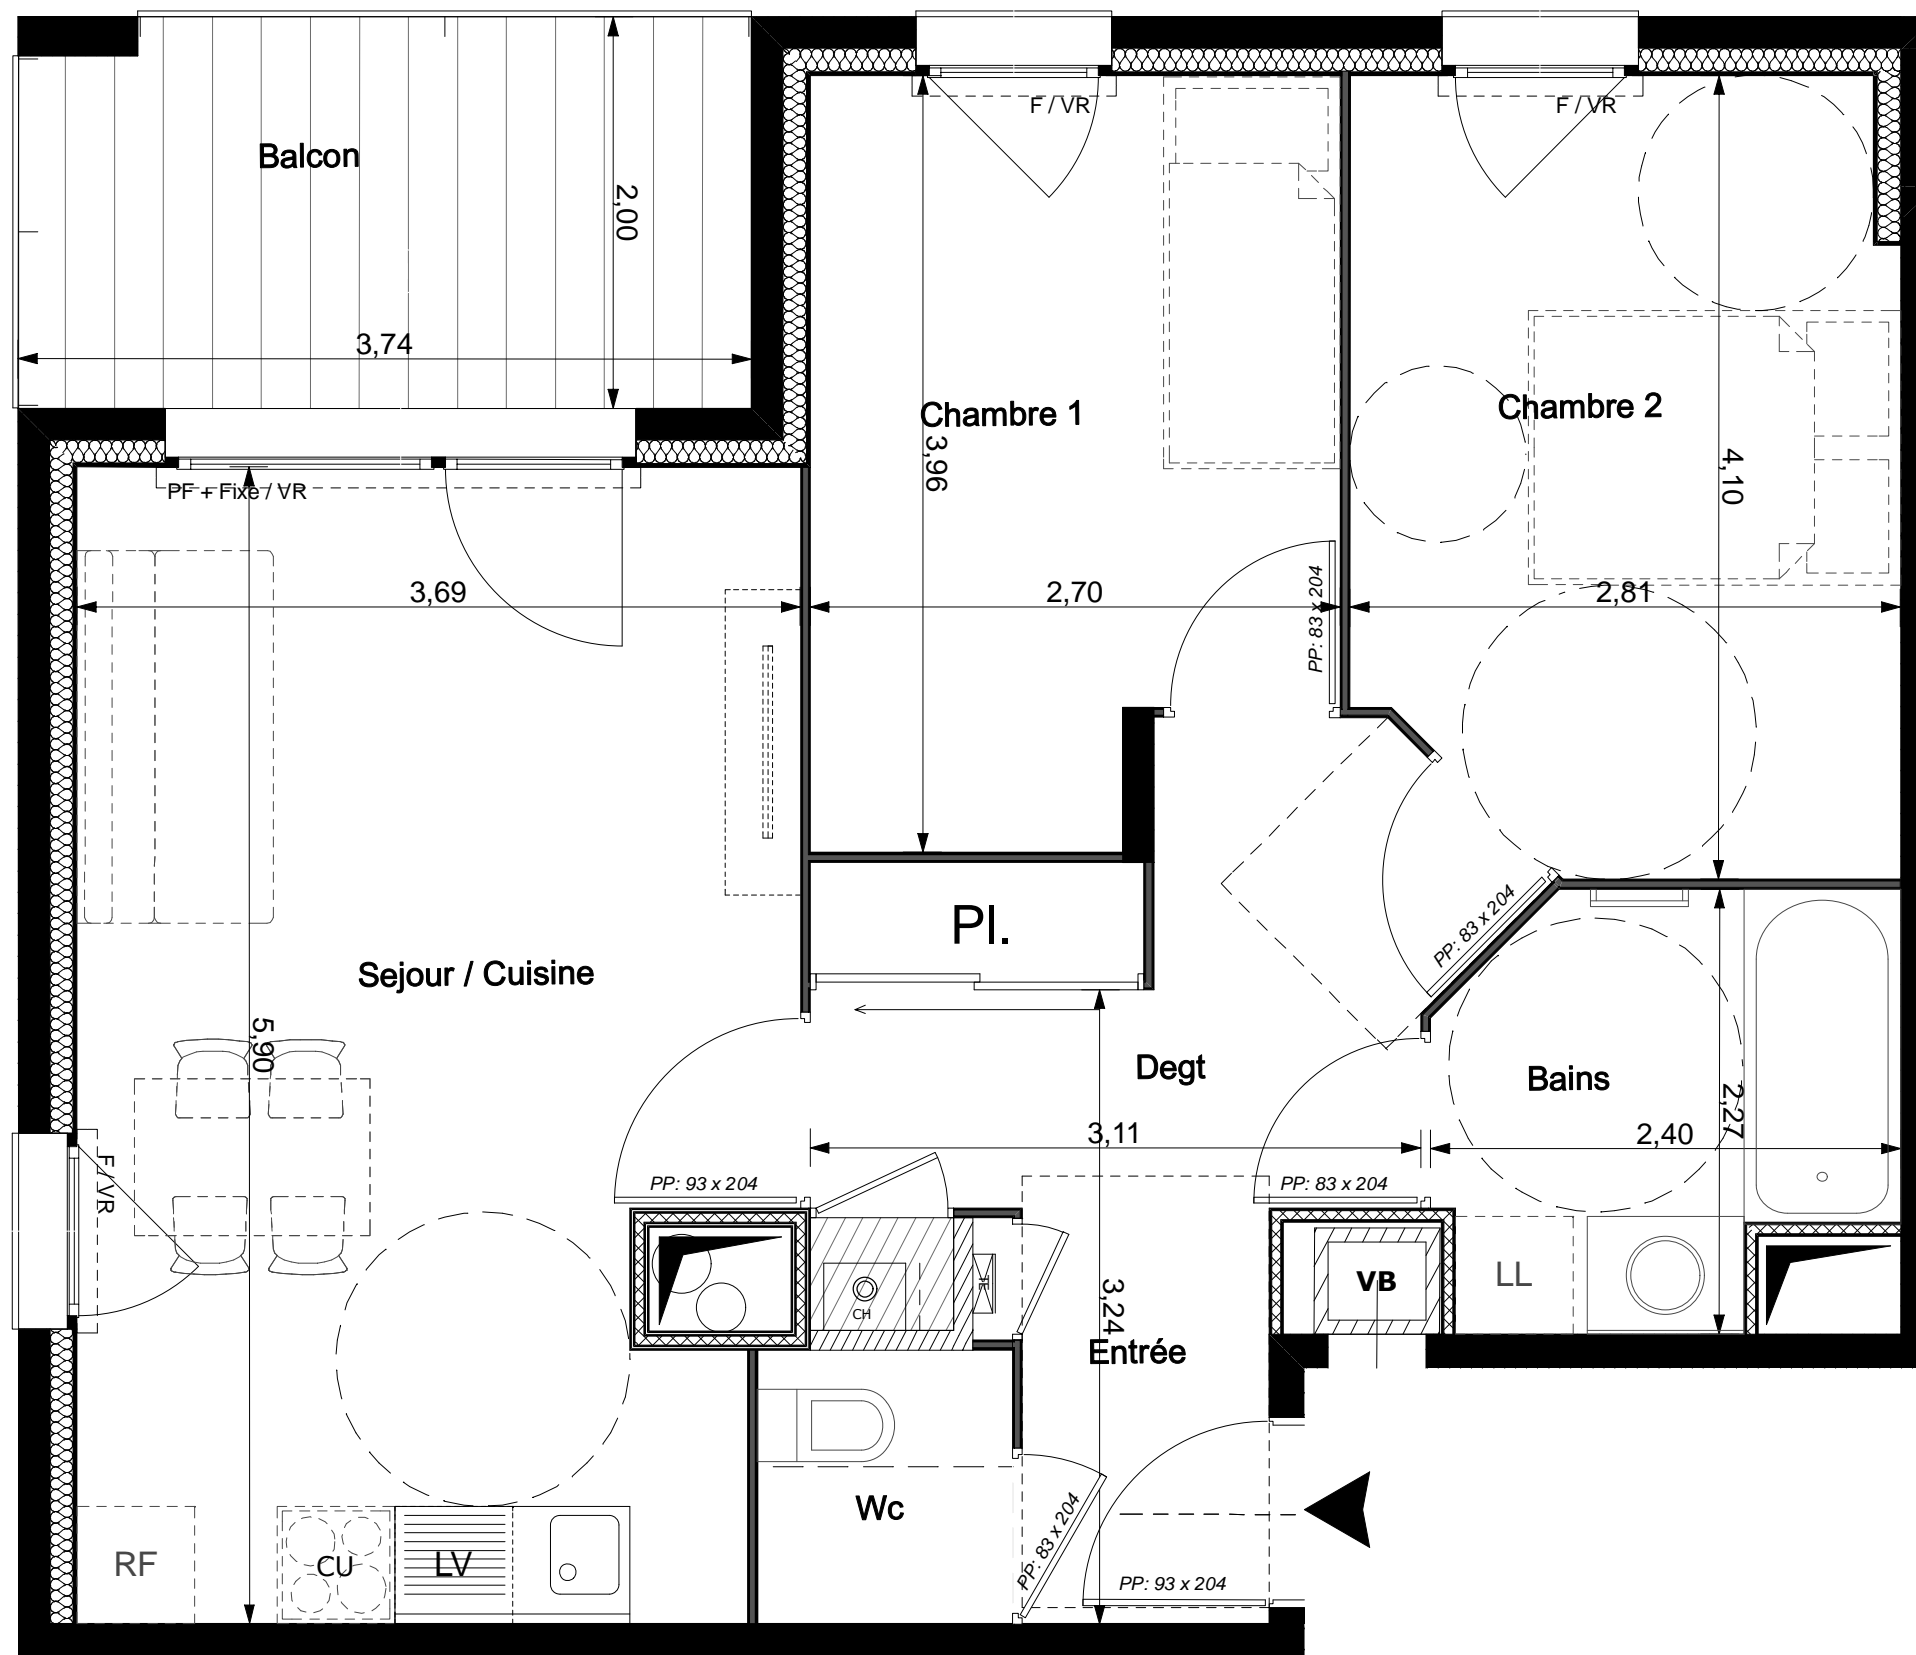 F / VR
F / VR
Balcon
2,00
3,74
Chambre 1
3,96
Chambre 2
4,10
PF + Fixe / VR
3,69
2,70
2,81
PP: 83 x 204
Pl.
PP: 83 x 204
Sejour / Cuisine
5,90
Degt
Bains
2,27
3,11
2,40
F / VR
PP: 93 x 204
PP: 83 x 204
CH
TE
3,24
VB
LL
Entrée
Wc
RF
CU
LV
PP: 83 x 204
PP: 93 x 204